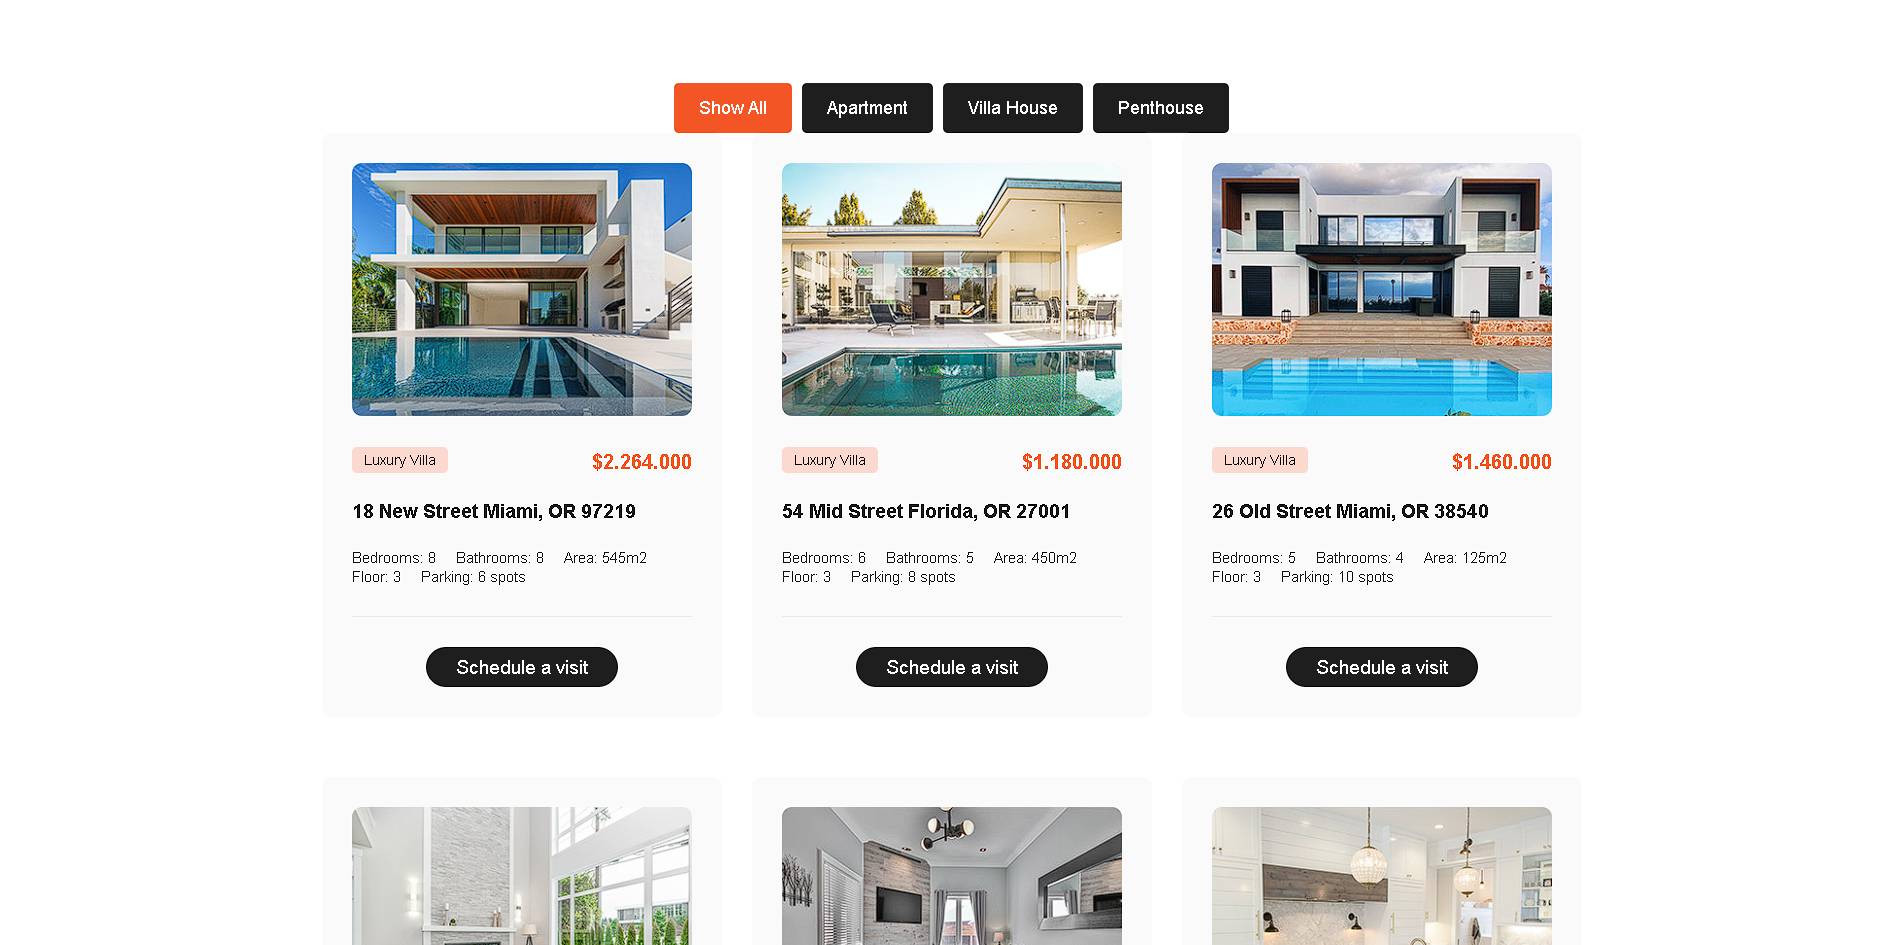 Show All Apartment Villa House Penthouse
Luxury Villa $2.264.000
18 New Street Miami, OR 97219
Bedrooms: 8 Bathrooms: 8 Area: 545m2
Floor: 3 Parking: 6 spots
Schedule a visit
Luxury Villa $1.180.000
54 Mid Street Florida, OR 27001
Bedrooms: 6 Bathrooms: 5 Area: 450m2
Floor: 3 Parking: 8 spots
Schedule a visit
Luxury Villa $1.460.000
26 Old Street Miami, OR 38540
Bedrooms: 5 Bathrooms: 4 Area: 125m2
Floor: 3 Parking: 10 spots
Schedule a visit